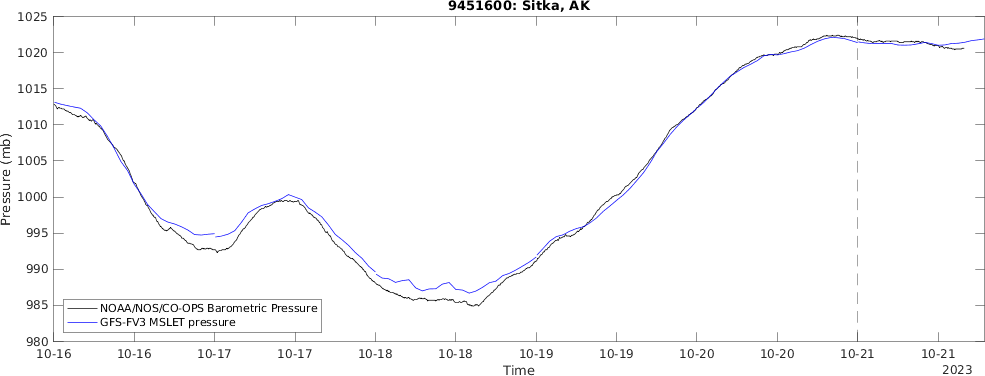 9451600: Sitka, AK
Pressure (mb)
1025
1020
1015
1010
1005
1000
995
990
985
980
NOAA/NOS/CO-OPS Barometric Pressure
GFS-FV3 MSLET pressure
10-16 10-16 10-17 10-17 10-18 10-18 10-19 10-19 10-20 10-20 10-21 10-21
Time
2023